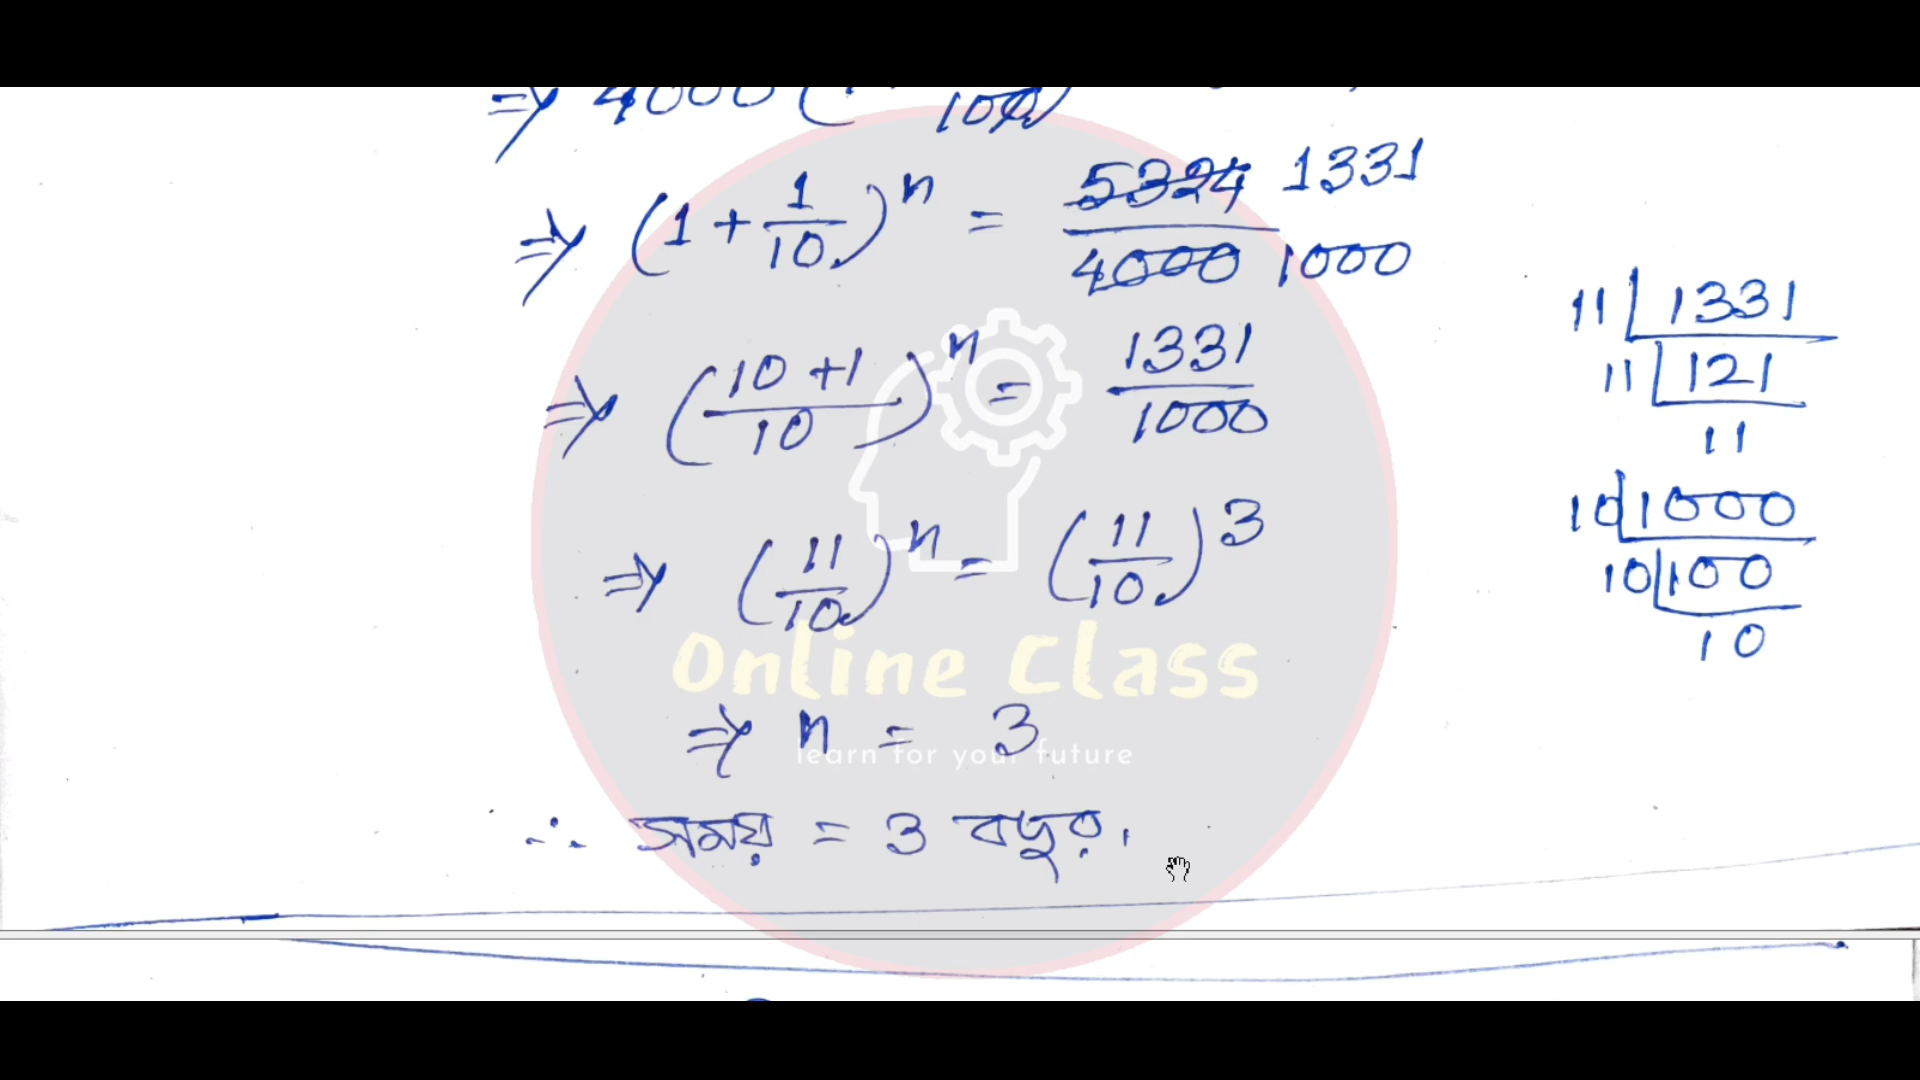 ⇒ 4000 (1 100)
⇒ (1 + 1/10)^n = 5324/4000 1331/1000
⇒ ((10+1)/10)^n = 1331/1000
⇒ (11/10)^n = (11/10)^3
⇒ n = 3
∴ সময় = 3 বছর।
11 | 1331
11 | 121
11
10 | 1000
10 | 100
10
Online Class
learn for your future